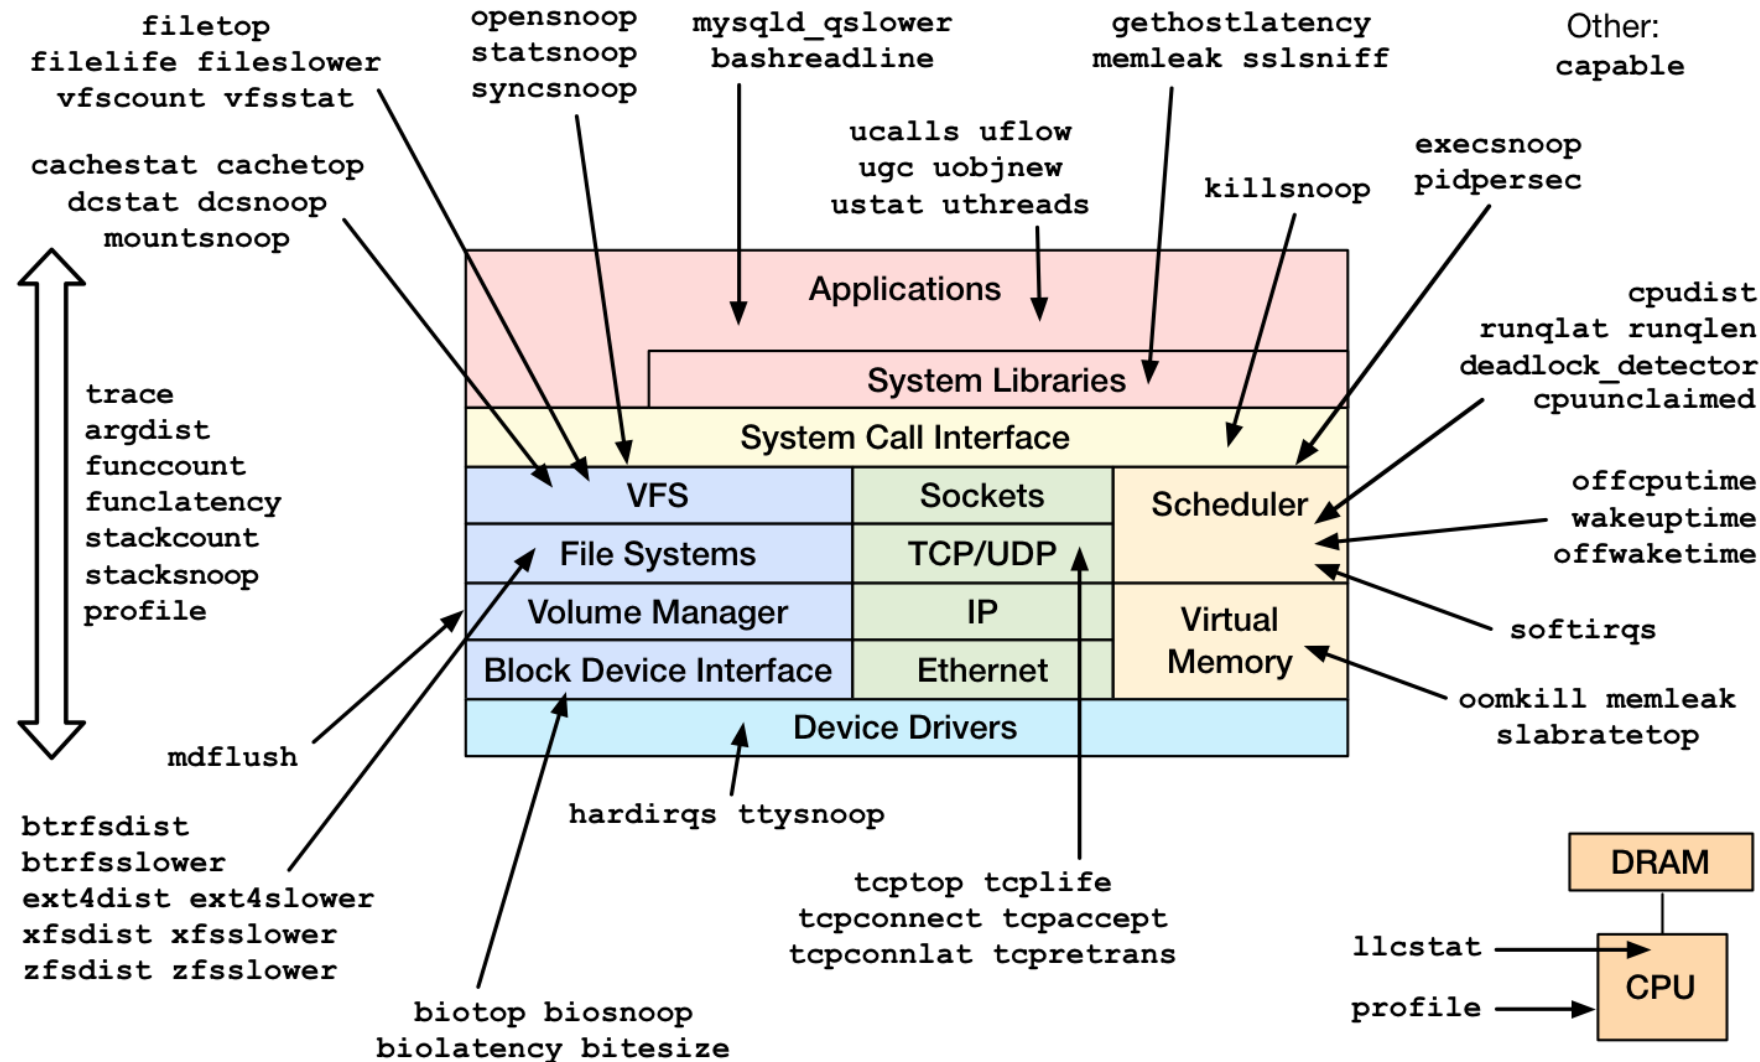 filetop
filelife fileslower
vfscount vfsstat
opensnoop
statsnoop
syncsnoop
mysqld_qslower
bashreadline
gethostlatency
memleak sslsniff
Other:
capable
cachestat cachetop
dcstat dcsnoop
mountsnoop
ucalls uflow
ugc uobjnew
ustat uthreads
killsnoop
execsnoop
pidpersec
trace
argdist
funccount
funclatency
stackcount
stacksnoop
profile
Applications
System Libraries
System Call Interface
VFS
Sockets
Scheduler
File Systems
TCP/UDP
Volume Manager
IP
Virtual
Memory
Block Device Interface
Ethernet
Device Drivers
cpudist
runqlat runqlen
deadlock_detector
cpuunclaimed
offcputime
wakeuptime
offwaketime
softirqs
oomkill memleak
slabratetop
mdflush
hardirqs ttysnoop
btrfsdist
btrfsslower
ext4dist ext4slower
xfsdist xfsslower
zfsdist zfsslower
tcptop tcplife
tcpconnect tcpaccept
tcpconnlat tcpretrans
biotop biosnoop
biolatency bitesize
DRAM
llcstat
CPU
profile